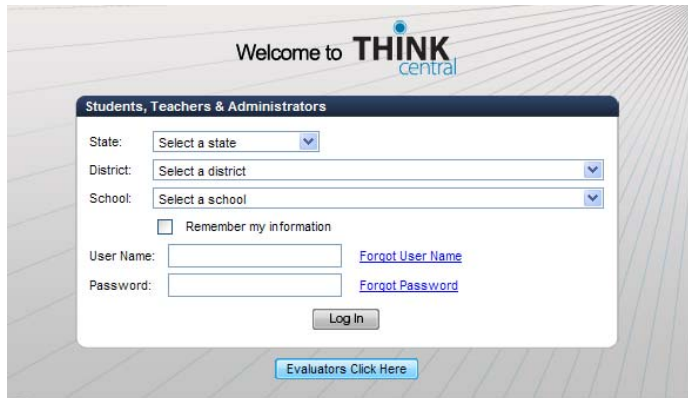 Welcome to THINK central
Students, Teachers & Administrators
State: Select a state
District: Select a district
School: Select a school
Remember my information
User Name: Forgot User Name
Password: Forgot Password
Log In
Evaluators Click Here